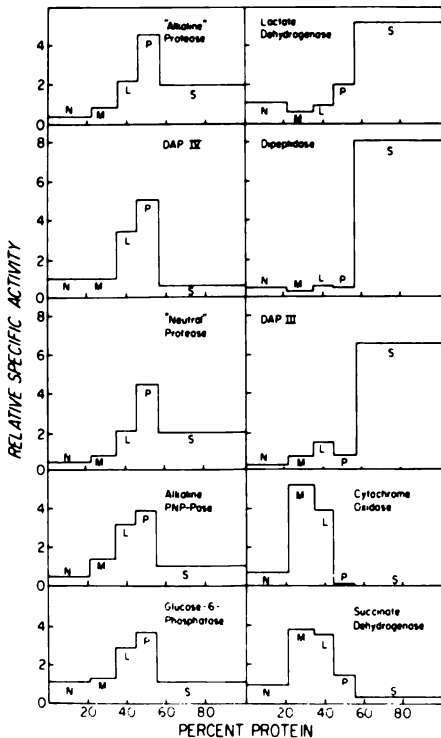 RELATIVE SPECIFIC ACTIVITY
"Alkaline"
Protease
4
2
0
N
M
L
P
S
Lactate
Dehydrogenase
N
M
L
P
S
DAP IV
8
6
4
2
0
N
M
L
P
S
Dipeptidase
N
M
L
P
S
"Neutral"
Protease
6
4
2
0
N
M
L
P
S
DAP III
N
M
L
P
S
Alkaline
PNP-Pase
4
2
0
N
M
L
P
S
Cytochrome
Oxidase
N
M
L
P
S
Glucose-6-
Phosphatase
4
2
0
N
M
L
P
S
Succinate
Dehydrogenase
N
M
L
P
S
20 40 60 80
20 40 60 80
PERCENT PROTEIN